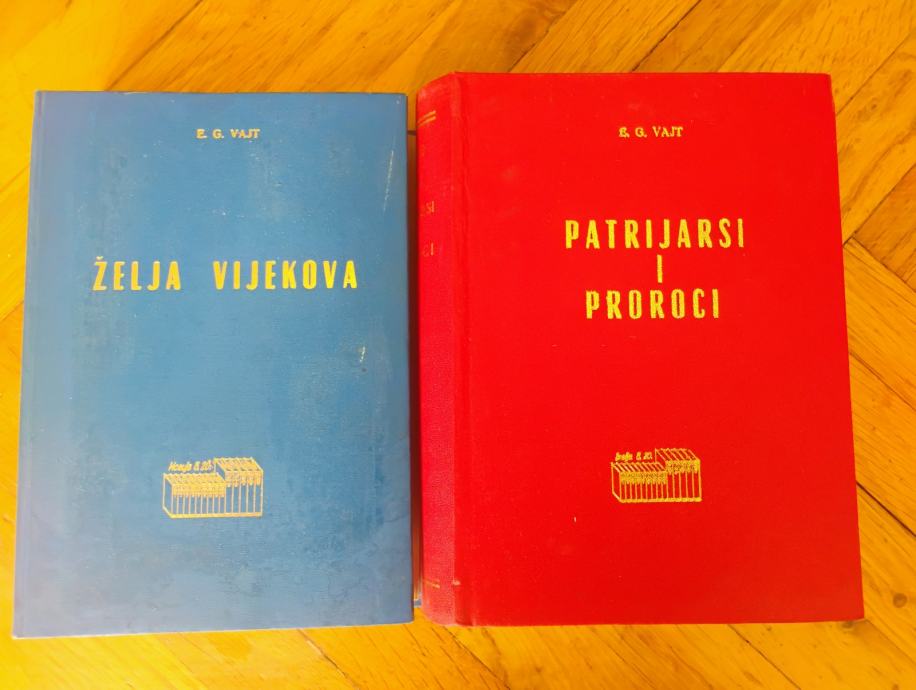 E. G. VAJT
ŽELJA VIJEKOVA
E. G. VAJT
PATRIJARSI
I
PROROCI